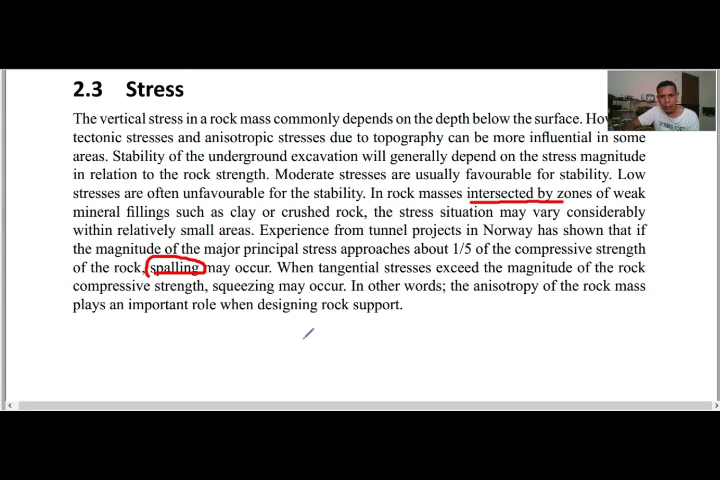 2.3 Stress
The vertical stress in a rock mass commonly depends on the depth below the surface.
tectonic stresses and anisotropic stresses due to topography can be more influential in some
areas. Stability of the underground excavation will generally depend on the stress magnitude
in relation to the rock strength. Moderate stresses are usually favourable for stability. Low
stresses are often unfavourable for the stability. In rock masses intersected by zones of weak
mineral fillings such as clay or crushed rock, the stress situation may vary considerably
within relatively small areas. Experience from tunnel projects in Norway has shown that if
the magnitude of the major principal stress approaches about 1/5 of the compressive strength
of the rock, spalling may occur. When tangential stresses exceed the magnitude of the rock
compressive strength, squeezing may occur. In other words; the anisotropy of the rock mass
plays an important role when designing rock support.